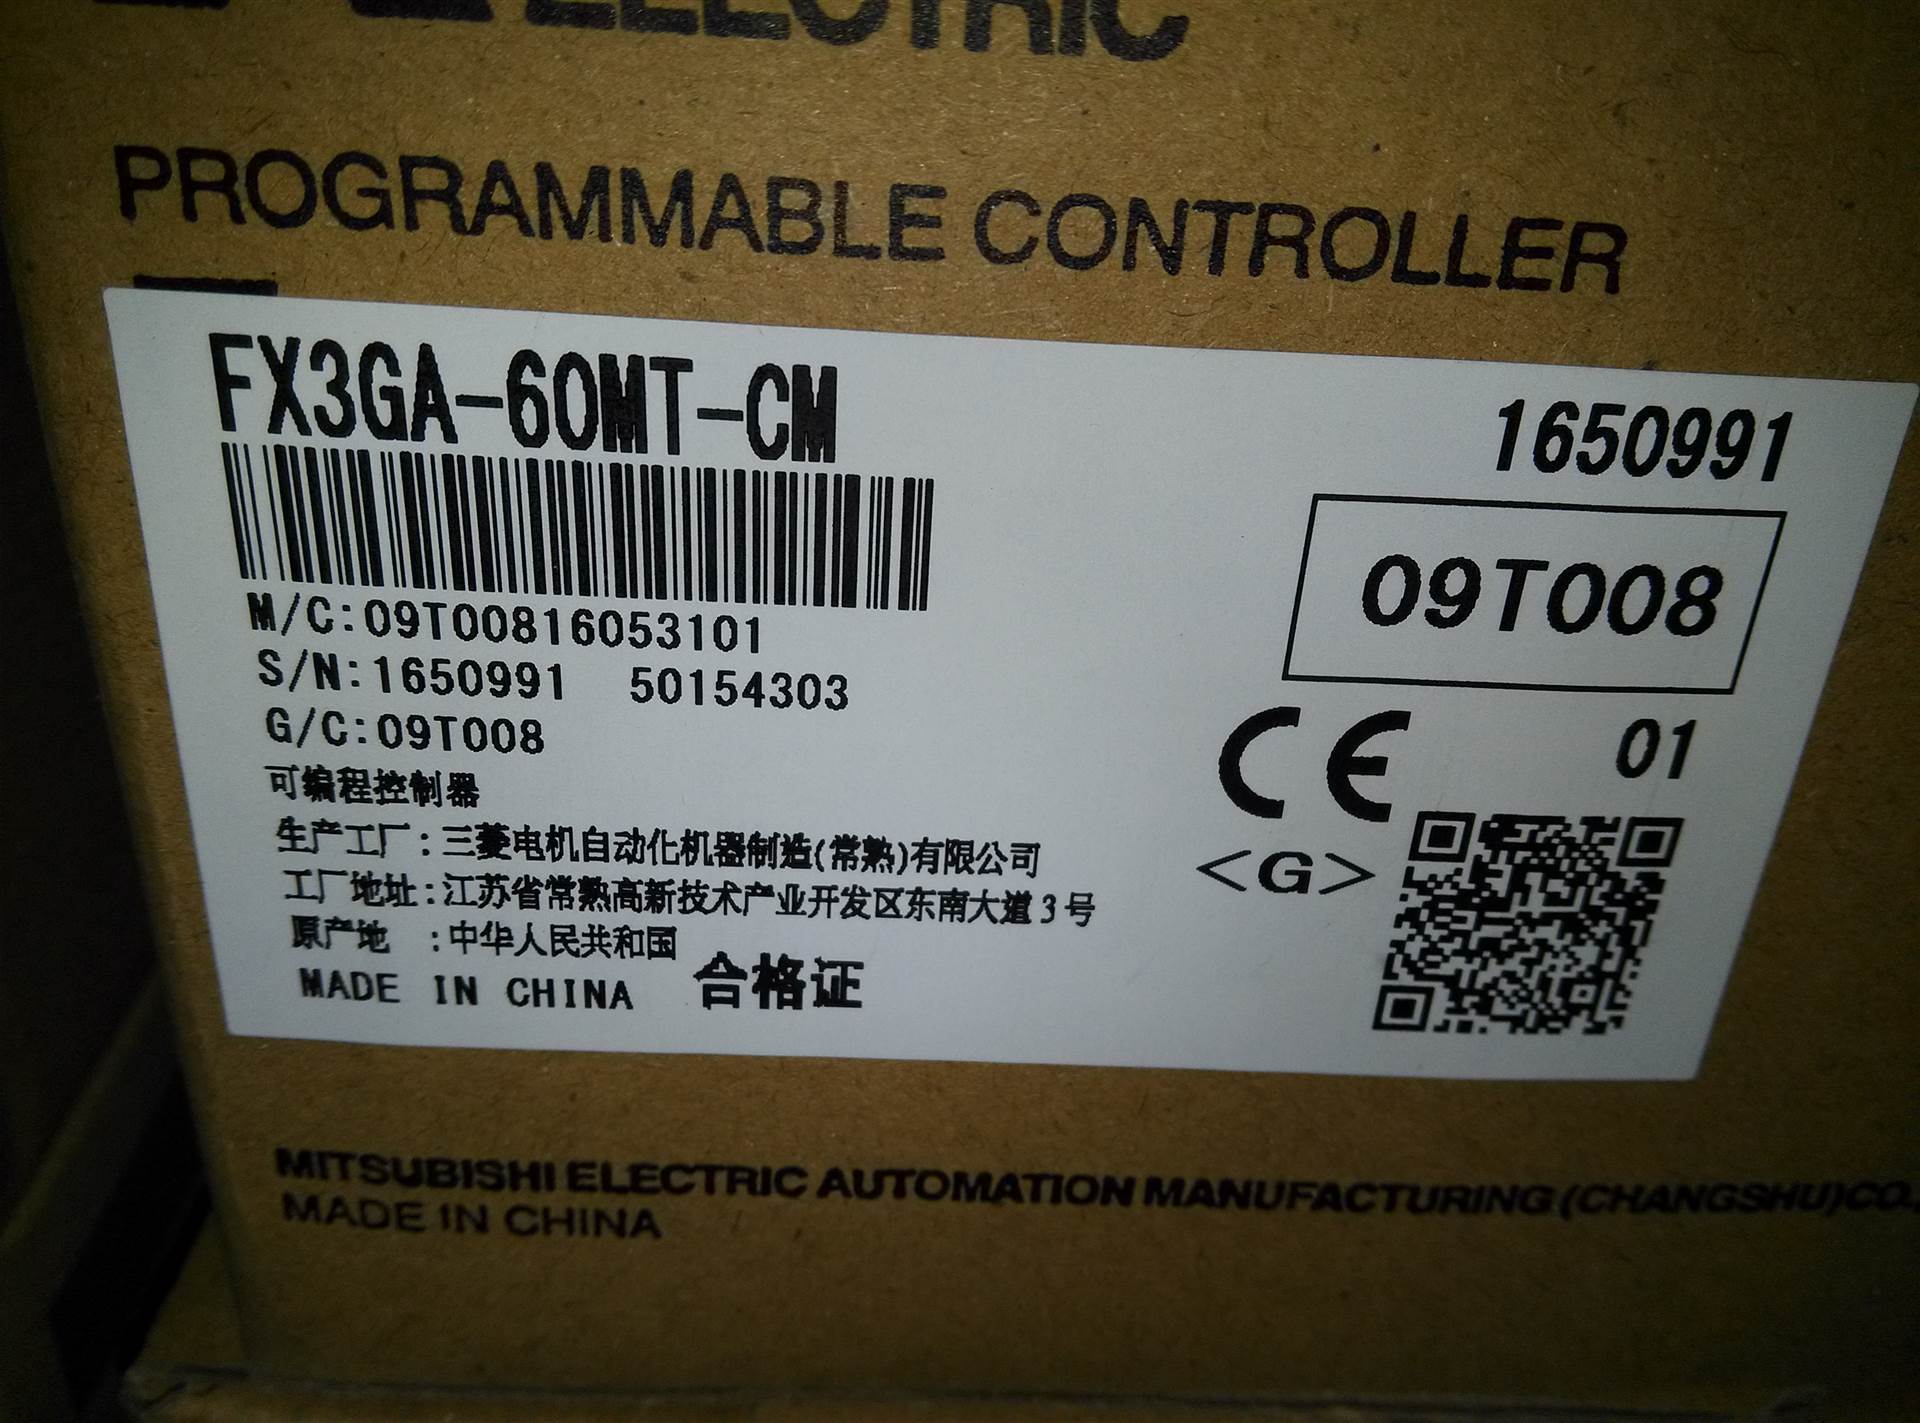 ELECTRIC
PROGRAMMABLE CONTROLLER
FX3GA-60MT-CM
1650991
09T008
M/C:09T00816053101
S/N:1650991 50154303
G/C:09T008
01
CE
<G>
可编程控制器
生产工厂:三菱电机自动化机器制造(常熟)有限公司
工厂地址:江苏省常熟高新技术产业开发区东南大道3号
原产地 :中华人民共和国
MADE IN CHINA 合格证
MITSUBISHI ELECTRIC AUTOMATION MANUFACTURING (CHANGSHU) CO.,
MADE IN CHINA